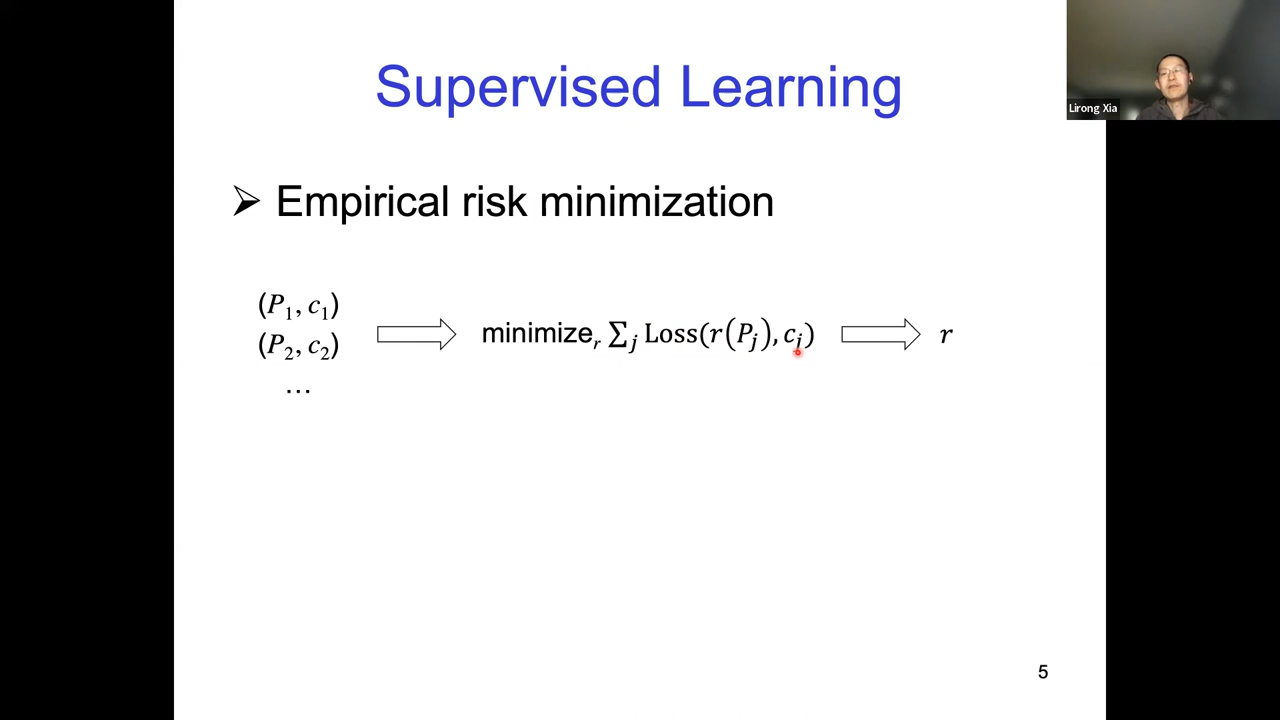 Supervised Learning
Lirong Xia
➢ Empirical risk minimization
(P₁, c₁)
(P₂, c₂)
…
minimizeᵣ ∑ⱼ Loss(r(Pⱼ), cⱼ)
r
5